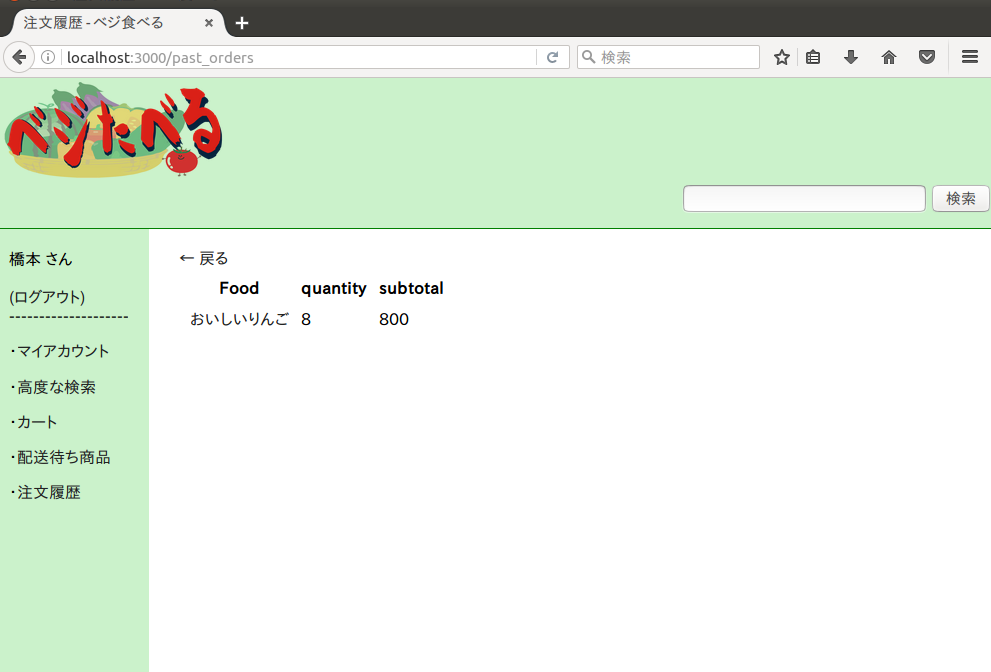 注文履歴 - ベジ食べる
localhost:3000/past_orders
検索
ベジたべる
検索
橋本 さん
(ログアウト)
--------------------
･マイアカウント
･高度な検索
･カート
･配送待ち商品
･注文履歴
← 戻る
Food quantity subtotal
おいしいりんご 8 800